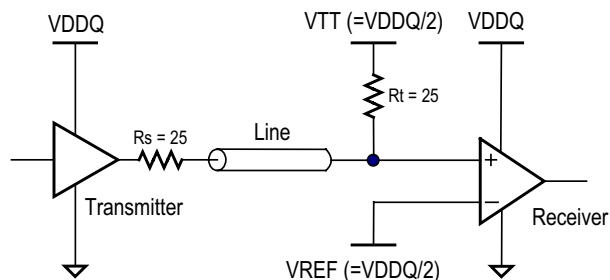 VDDQ
VTT (=VDDQ/2)
VDDQ
Rt = 25
Rs = 25
Line
+
−
Transmitter
Receiver
VREF (=VDDQ/2)